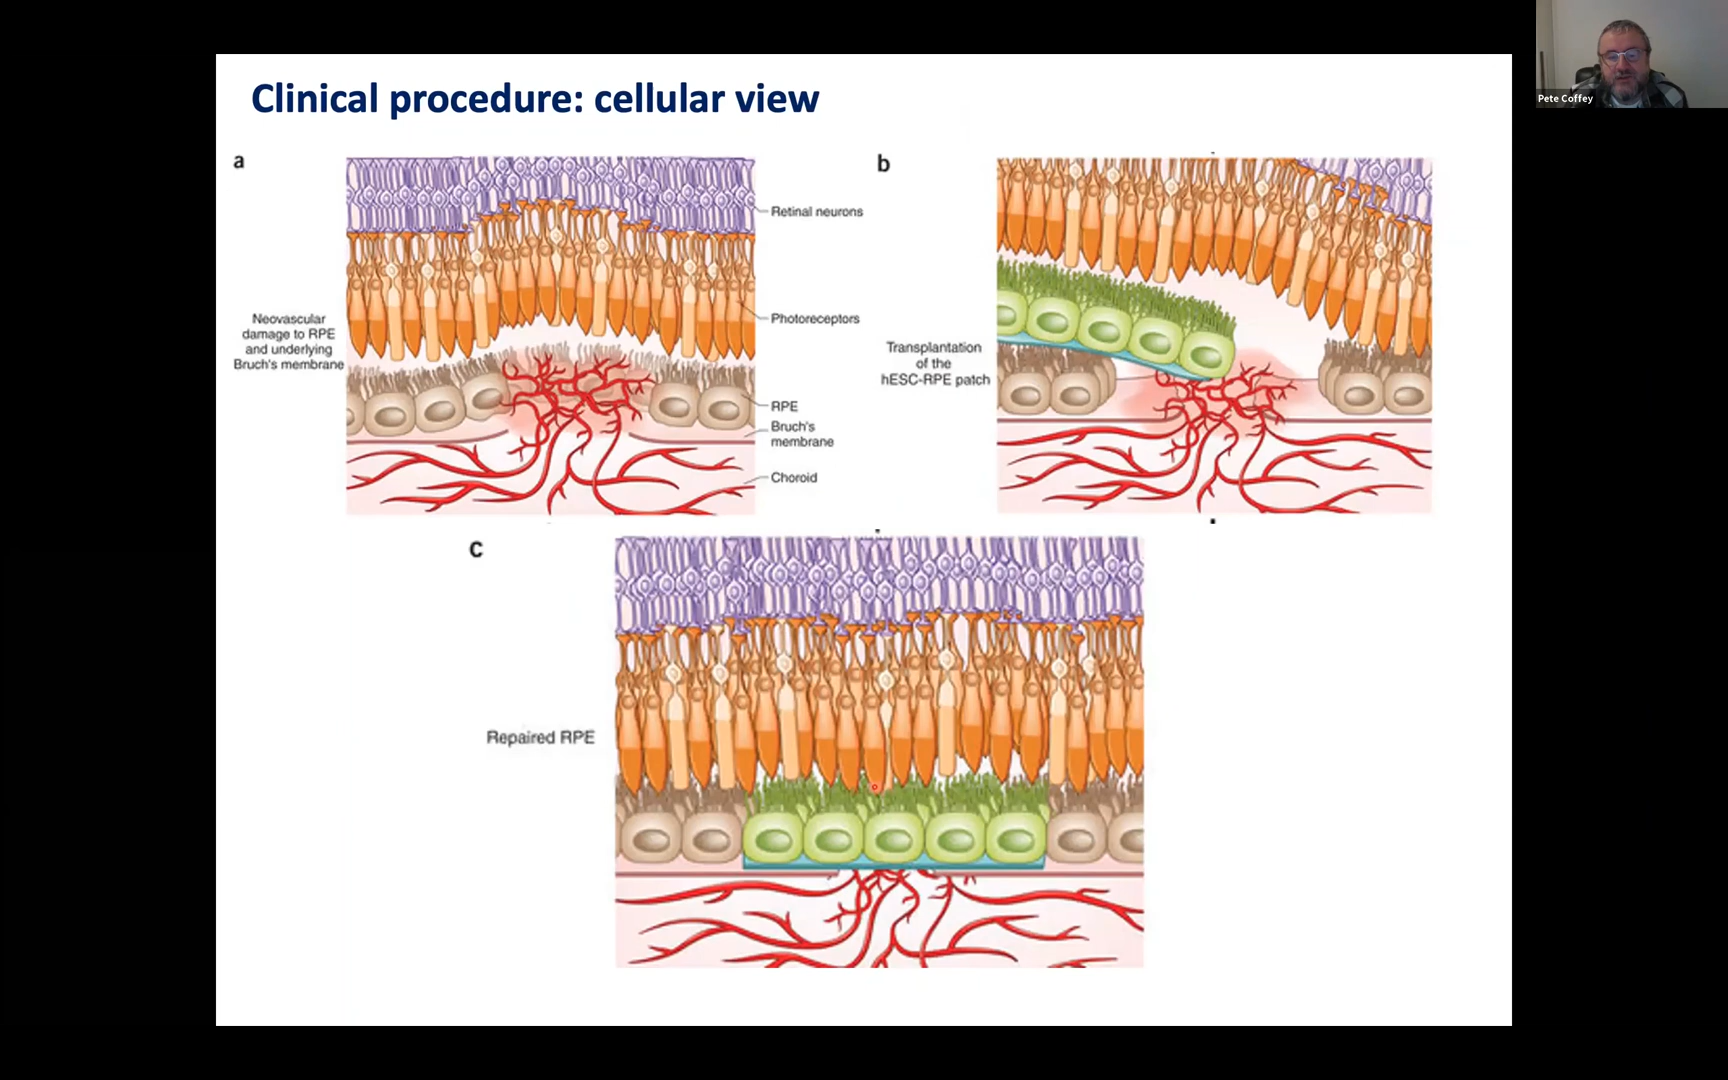 Clinical procedure: cellular view
Pete Coffey
a
Retinal neurons
Neovascular
damage to RPE
and underlying
Bruch's membrane
Photoreceptors
RPE
Bruch's
membrane
Choroid
b
Transplantation
of the
hESC-RPE patch
c
Repaired RPE